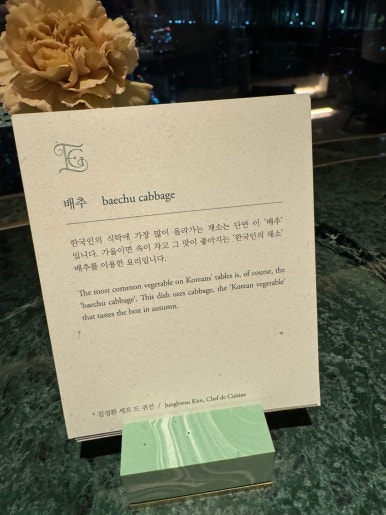 배추 baechu cabbage
한국인의 식탁에 가장 많이 올라가는 채소는 단연 이 '배추'
입니다. 가을이면 속이 차고 그 맛이 좋아지는 '한국인의 채소'
배추를 이용한 요리입니다.
The most common vegetable on Koreans' tables is, of course, the
'baechu cabbage'. This dish uses cabbage, the 'Korean vegetable'
that tastes the best in autumn.
김정환 셰프 드 퀴진 / Junghwan Kim, Chef de Cuisine